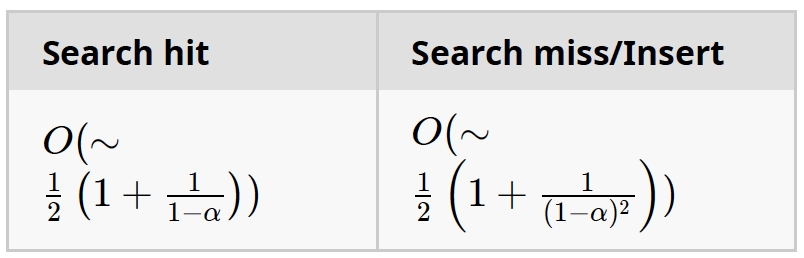 Search hit
Search miss/Insert
O(∼
1/2 (1 + 1/(1−α)))
O(∼
1/2 (1 + 1/(1−α)²))